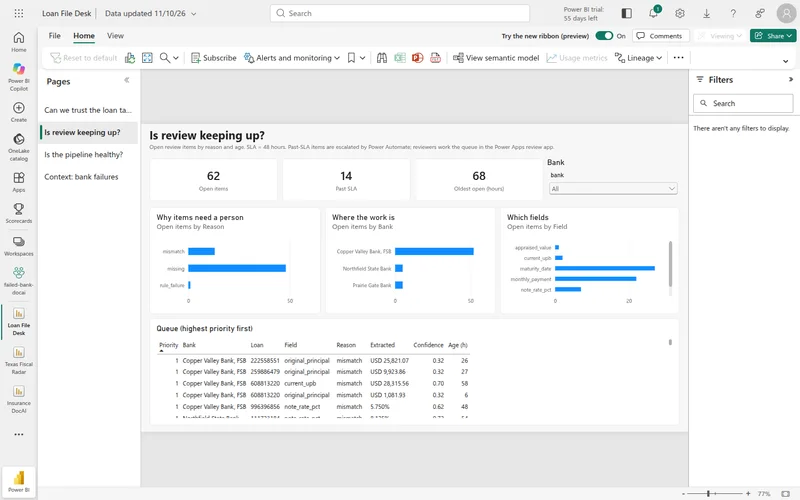 Loan File Desk | Data updated 11/10/26
Search
Power BI trial:
55 days left
1
File Home View
Try the new ribbon (preview) On Comments Viewing Share
Reset to default Subscribe Alerts and monitoring View semantic model Usage metrics Lineage
Home
Power BI
Copilot
Create
OneLake
catalog
Apps
Scorecards
Workspaces
failed-bank-
docai
Loan File
Desk
Texas Fiscal
Radar
Insurance
DocAI
Power BI
Pages
Can we trust the loan ta...
Is review keeping up?
Is the pipeline healthy?
Context: bank failures
Is review keeping up?
Open review items by reason and age. SLA = 48 hours. Past-SLA items are escalated by Power Automate; reviewers work the queue in the Power Apps review app.
62
Open items
14
Past SLA
68
Oldest open (hours)
Bank
bank
All
Why items need a person
Open items by Reason
mismatch
missing
rule_failure
0 50
Where the work is
Open items by Bank
Copper Valley Bank, FSB
Northfield State Bank
Prairie Gate Bank
0 50
Which fields
Open items by Field
appraised_value
current_upb
maturity_date
monthly_payment
note_rate_pct
0 20
Queue (highest priority first)
Priority Bank Loan Field Reason Extracted Confidence Age (h)
1 Copper Valley Bank, FSB 222558551 original_principal mismatch USD 25,821.07 0.32 26
1 Copper Valley Bank, FSB 259886479 original_principal mismatch USD 9,923.86 0.32 27
1 Copper Valley Bank, FSB 608813220 current_upb mismatch USD 28,315.56 0.70 58
1 Copper Valley Bank, FSB 608813220 original_principal mismatch USD 1,081.93 0.32 6
1 Copper Valley Bank, FSB 996396856 note_rate_pct mismatch 5.750% 0.62 48
Filters
Search
There aren't any filters to display.
77%